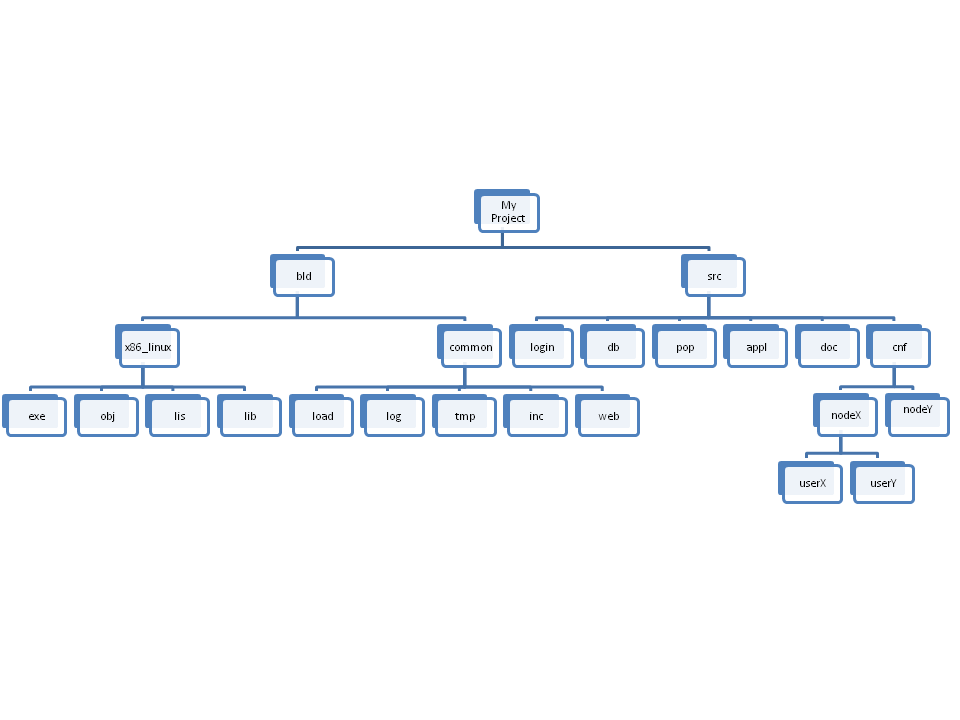 My
Project
bld
src
x86_linux
common
login
db
pop
appl
doc
cnf
exe
obj
lis
lib
load
log
tmp
inc
web
nodeX
nodeY
userX
userY